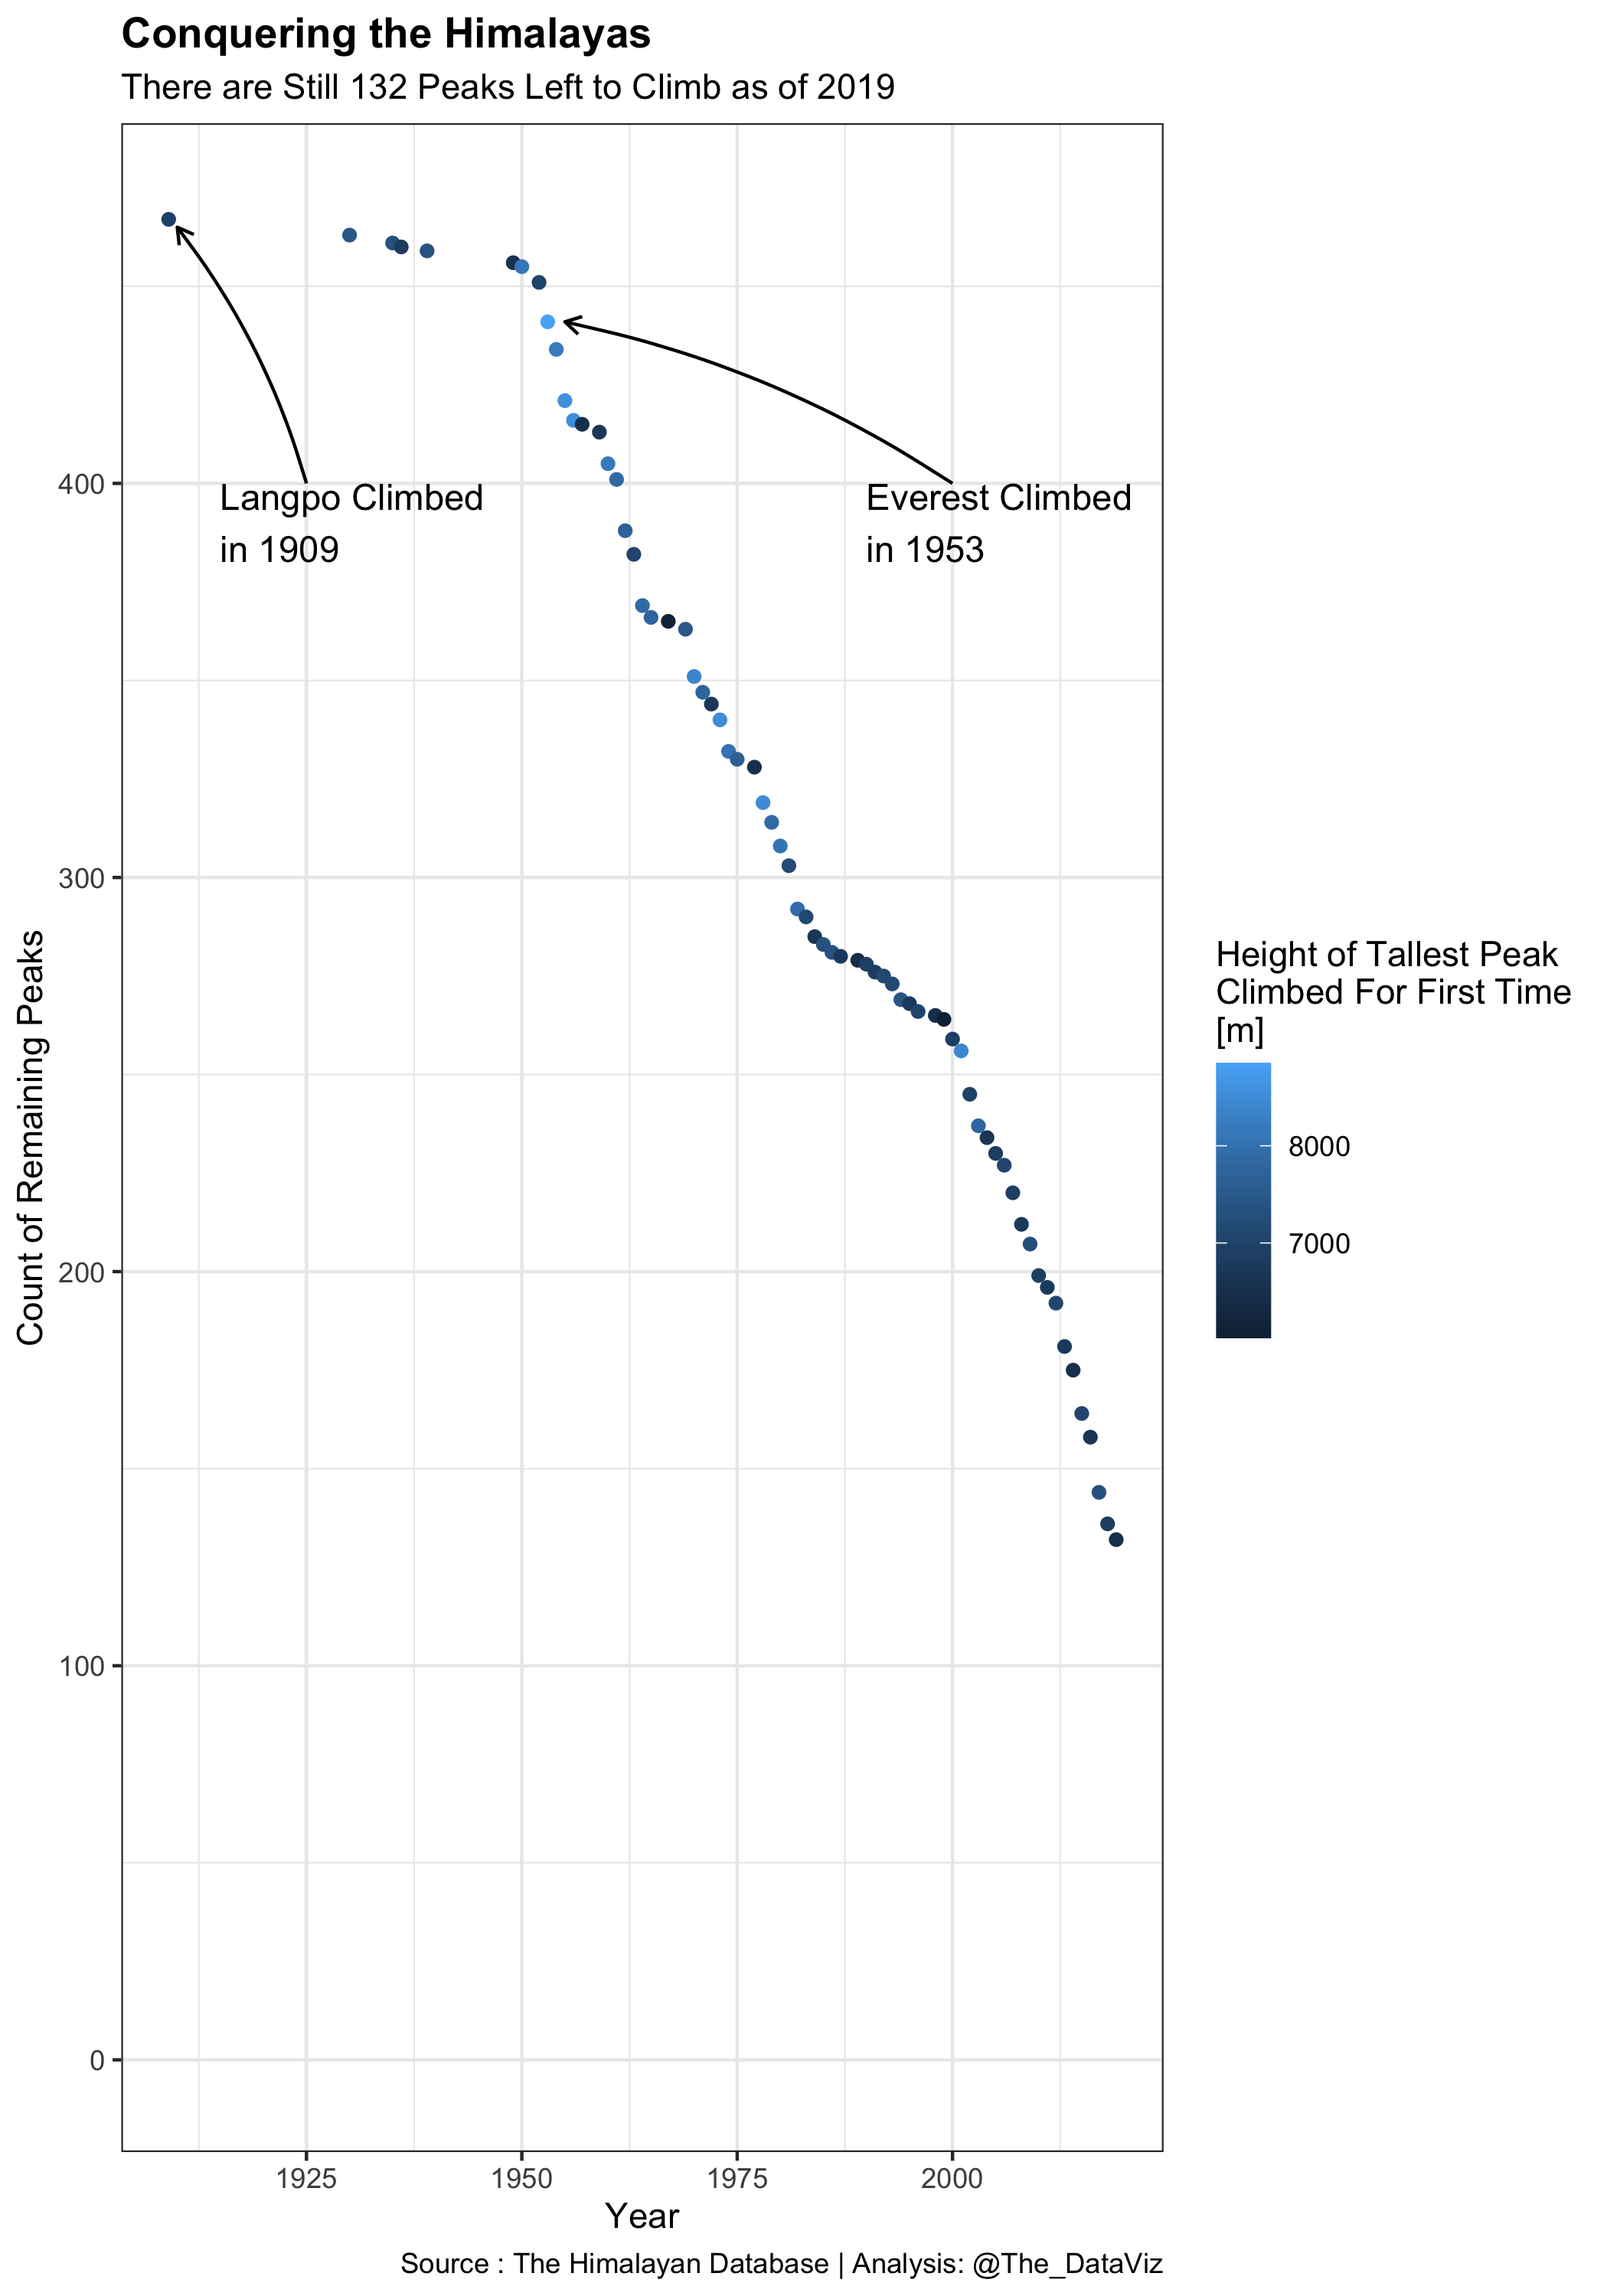 Conquering the Himalayas
There are Still 132 Peaks Left to Climb as of 2019
Langpo Climbed
in 1909
Everest Climbed
in 1953
400
300
200
100
0
Count of Remaining Peaks
1925
1950
1975
2000
Year
Height of Tallest Peak
Climbed For First Time
[m]
8000
7000
Source : The Himalayan Database | Analysis: @The_DataViz